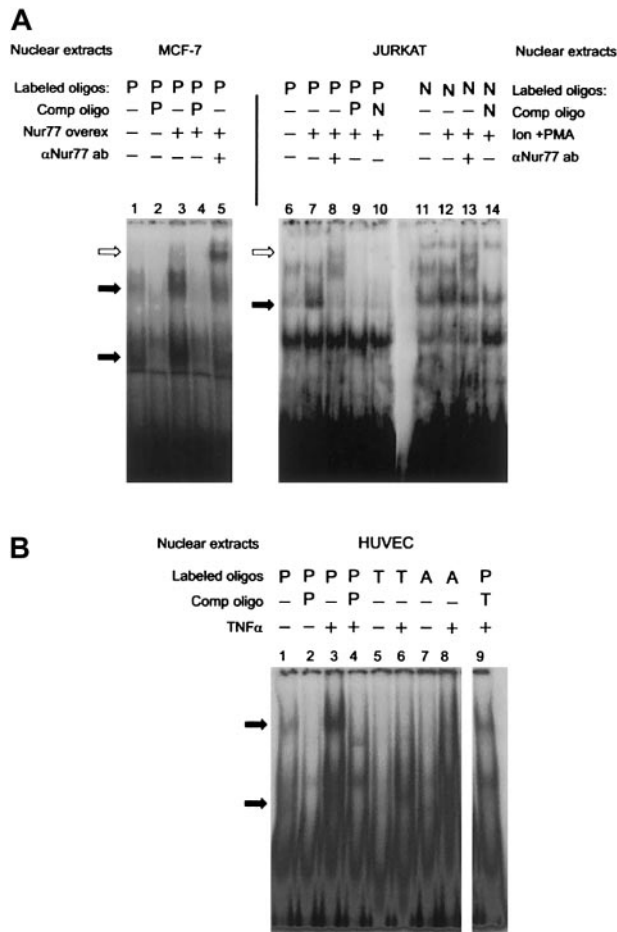 A
Nuclear extracts MCF-7 JURKAT Nuclear extracts
Labeled oligos: P P P P P P P P P P N N N N Labeled oligos:
Comp oligo – P – P – – – – P N – – – N Comp oligo
Nur77 overex – – + + + – + + + + – + + + Ion +PMA
αNur77 ab – – – – + – – + – – – – + – αNur77 ab
1 2 3 4 5 6 7 8 9 10 11 12 13 14
B
Nuclear extracts HUVEC
Labeled oligos P P P P T T A A P
Comp oligo – P – P – – – – T
TNFα – – + + – + – + +
1 2 3 4 5 6 7 8 9